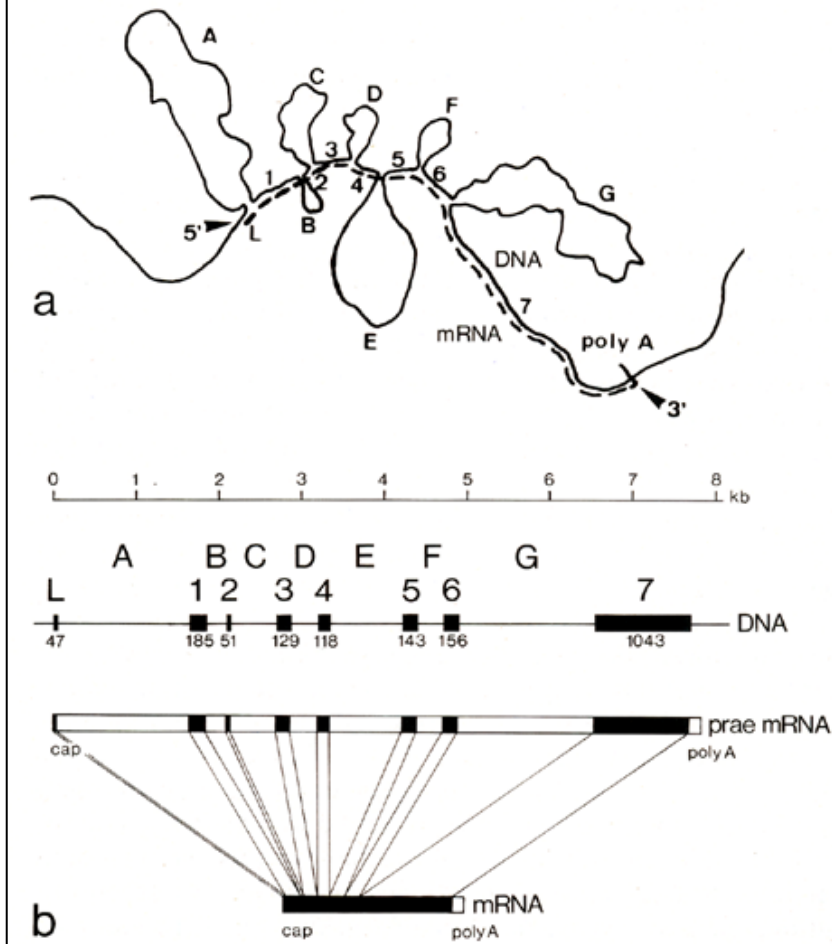 A
C
D
F
3
5
1
2
4
6
G
5'
L
B
DNA
a
7
mRNA
E
poly A
3'
0 1 2 3 4 5 6 7 8
kb
A B C D E F G
L 1 2 3 4 5 6 7
DNA
47 185 51 129 118 143 156 1043
prae mRNA
cap polyA
mRNA
b
cap polyA